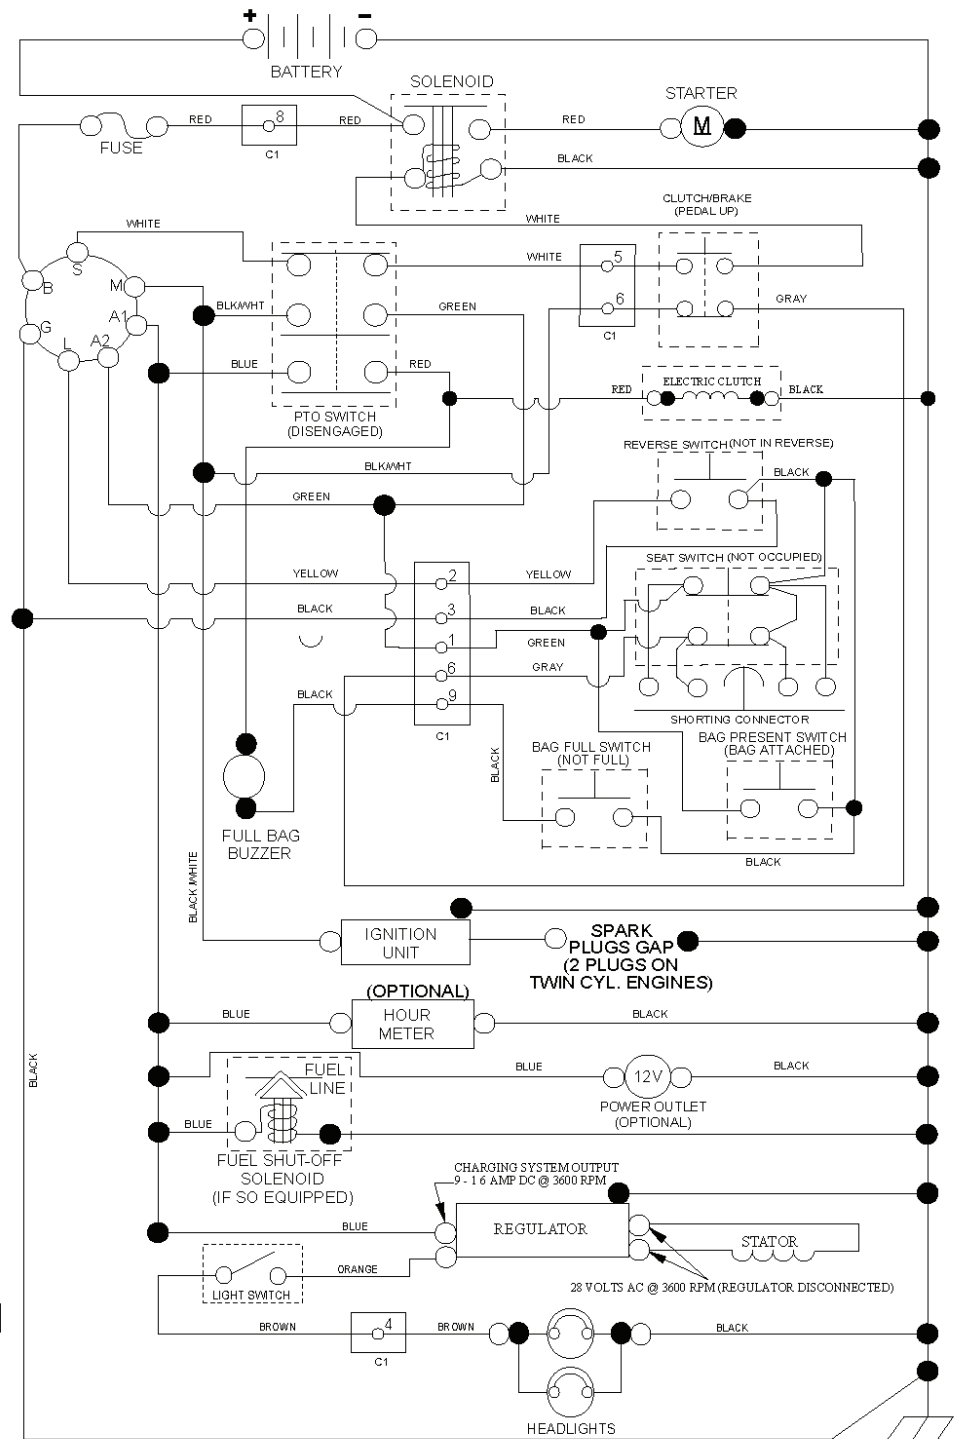 + -
BATTERY
SOLENOID
STARTER
RED 8 RED
RED
M
FUSE
C1
BLACK
CLUTCH/BRAKE
(PEDAL UP)
WHITE
WHITE
WHITE
5
S
B
M
BLK/WHT
GREEN
6
GRAY
A1
G
C1
L
A2
BLUE
RED
RED
ELECTRIC CLUTCH
BLACK
PTO SWITCH
(DISENGAGED)
REVERSE SWITCH (NOT IN REVERSE)
BLK/WHT
BLACK
GREEN
SEAT SWITCH (NOT OCCUPIED)
YELLOW
2
YELLOW
BLACK
3
BLACK
1
GREEN
6
GRAY
BLACK
9
SHORTING CONNECTOR
C1
BAG PRESENT SWITCH
(BAG ATTACHED)
BAG FULL SWITCH
(NOT FULL)
BLACK
FULL BAG
BUZZER
BLACK
BLACK/WHITE
IGNITION
UNIT
SPARK
PLUGS GAP
(2 PLUGS ON
TWIN CYL. ENGINES)
(OPTIONAL)
BLUE
HOUR
METER
BLACK
BLACK
FUEL
LINE
BLUE
12V
BLACK
POWER OUTLET
(OPTIONAL)
BLUE
FUEL SHUT-OFF
SOLENOID
(IF SO EQUIPPED)
CHARGING SYSTEM OUTPUT
9 - 16 AMP DC @ 3600 RPM
BLUE
REGULATOR
STATOR
ORANGE
LIGHT SWITCH
28 VOLTS AC @ 3600 RPM (REGULATOR DISCONNECTED)
BROWN
4
BROWN
BLACK
C1
HEADLIGHTS